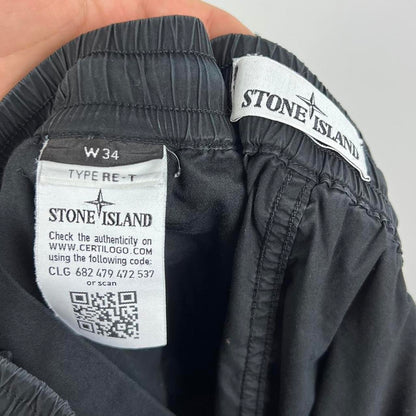 W 34
TYPE RE-T
STONE ISLAND
Check the authenticity on
WWW.CERTILOGO.COM
using the following code:
CLG 682 479 472 537
or scan
STONE ISLAND